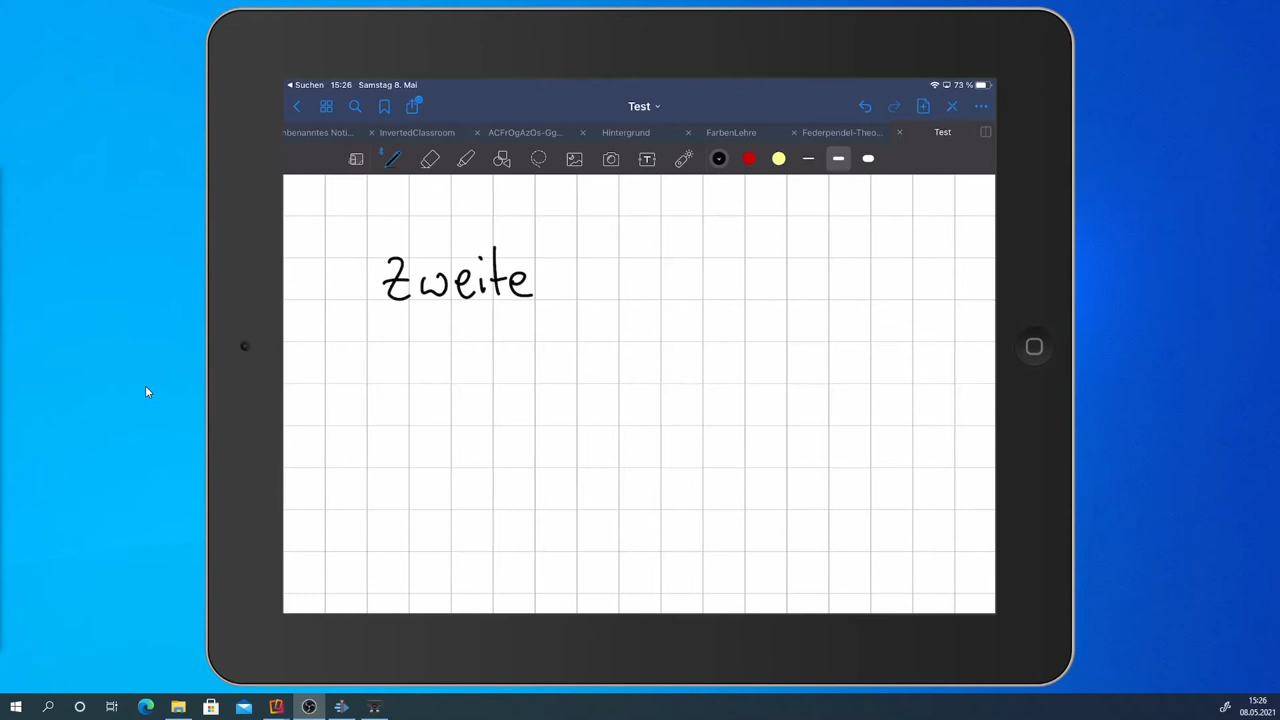 Suchen 15:26 Samstag 8. Mai 73 %
Test
nbenanntes Noti... InvertedClassroom ACFrOgAzOs-Gg... Hintergrund FarbenLehre Federpendel-Theo... Test
T
Zweite
15:26
08.05.2021